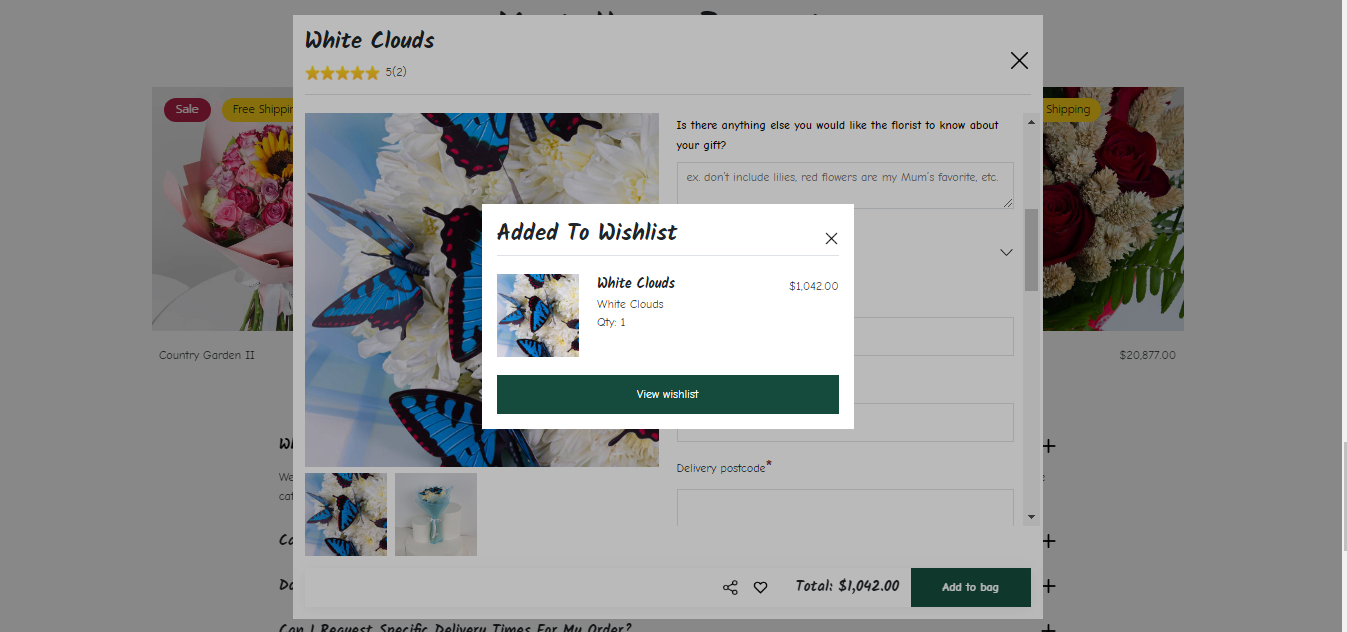 White Clouds
5(2)
Sale
Free Shippin
Shipping
Is there anything else you would like the florist to know about
your gift?
ex. don't include lilies, red flowers are my Mum's favorite, etc.
Added To Wishlist
White Clouds
$1,042.00
White Clouds
Qty: 1
View wishlist
Country Garden II
$20,877.00
Delivery postcode*
We
cat
Total: $1,042.00
Add to bag
Can I Request Specific Delivery Times For My Order?